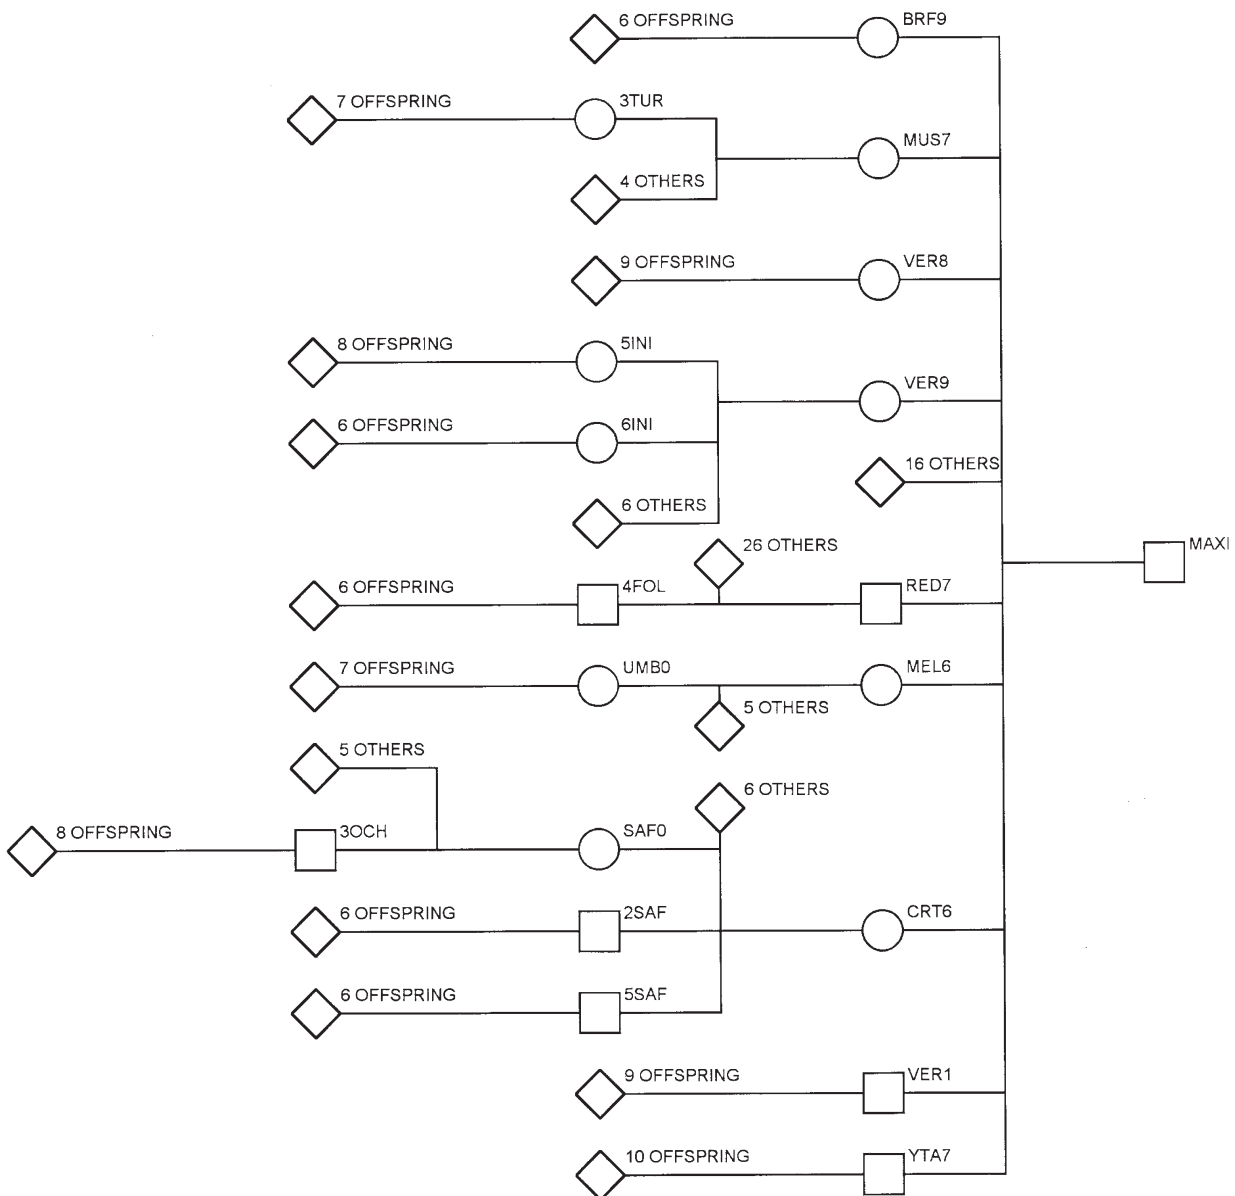 6 OFFSPRING
BRF9
7 OFFSPRING
3TUR
MUS7
4 OTHERS
9 OFFSPRING
VER8
8 OFFSPRING
5INI
VER9
6 OFFSPRING
6INI
16 OTHERS
6 OTHERS
26 OTHERS
MAXI
6 OFFSPRING
4FOL
RED7
7 OFFSPRING
UMB0
MEL6
5 OTHERS
5 OTHERS
6 OTHERS
8 OFFSPRING
3OCH
SAF0
6 OFFSPRING
2SAF
CRT6
6 OFFSPRING
5SAF
9 OFFSPRING
VER1
10 OFFSPRING
YTA7